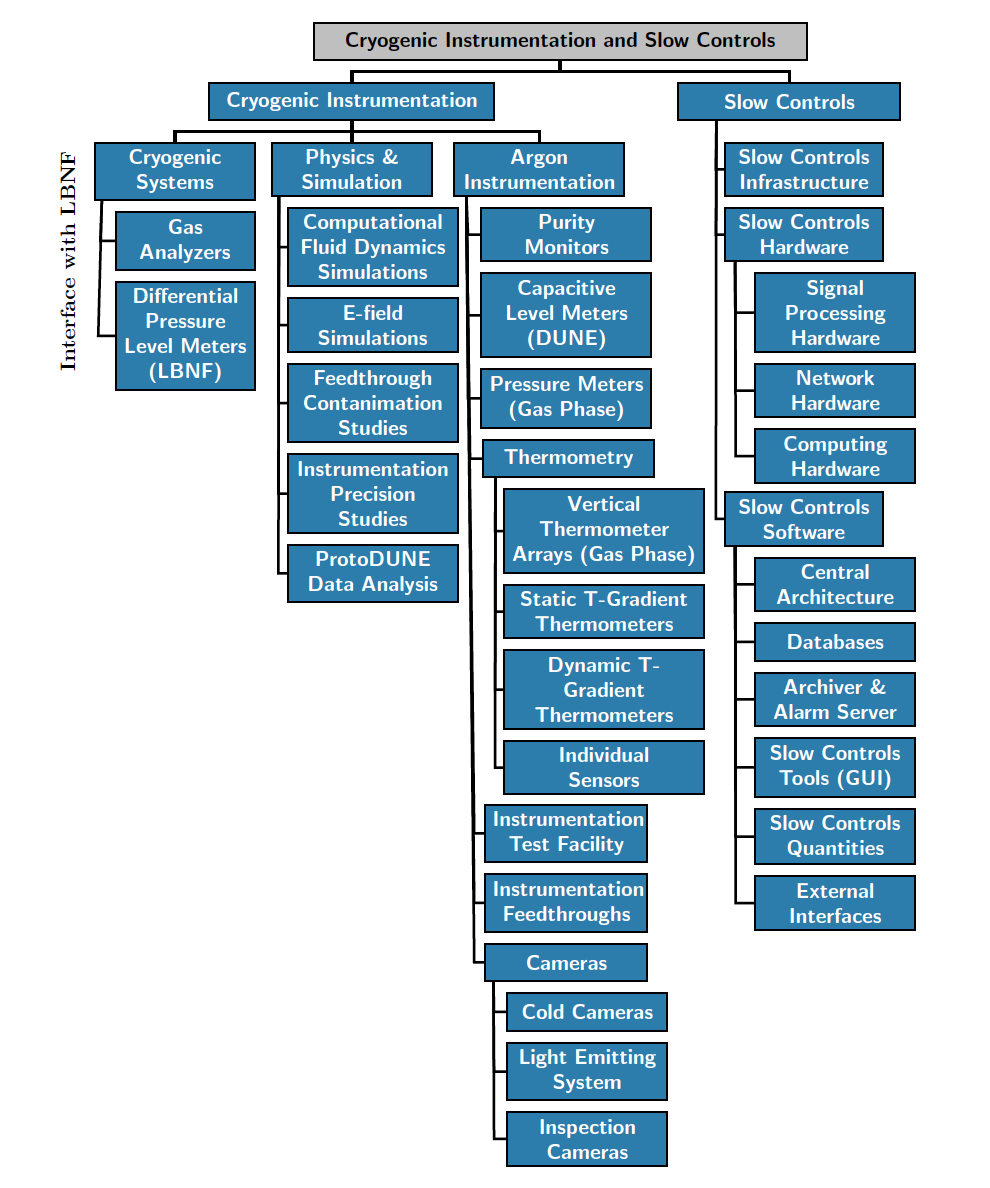 Cryogenic Instrumentation and Slow Controls
Cryogenic Instrumentation
Interface with LBNF
Cryogenic
Systems
Gas
Analyzers
Differential
Pressure
Level Meters
(LBNF)
Physics &
Simulation
Computational
Fluid Dynamics
Simulations
E-field
Simulations
Feedthrough
Contanimation
Studies
Instrumentation
Precision
Studies
ProtoDUNE
Data Analysis
Argon
Instrumentation
Purity
Monitors
Capacitive
Level Meters
(DUNE)
Pressure Meters
(Gas Phase)
Thermometry
Vertical
Thermometer
Arrays (Gas Phase)
Static T-Gradient
Thermometers
Dynamic T-
Gradient
Thermometers
Individual
Sensors
Instrumentation
Test Facility
Instrumentation
Feedthroughs
Cameras
Cold Cameras
Light Emitting
System
Inspection
Cameras
Slow Controls
Slow Controls
Infrastructure
Slow Controls
Hardware
Signal
Processing
Hardware
Network
Hardware
Computing
Hardware
Slow Controls
Software
Central
Architecture
Databases
Archiver &
Alarm Server
Slow Controls
Tools (GUI)
Slow Controls
Quantities
External
Interfaces